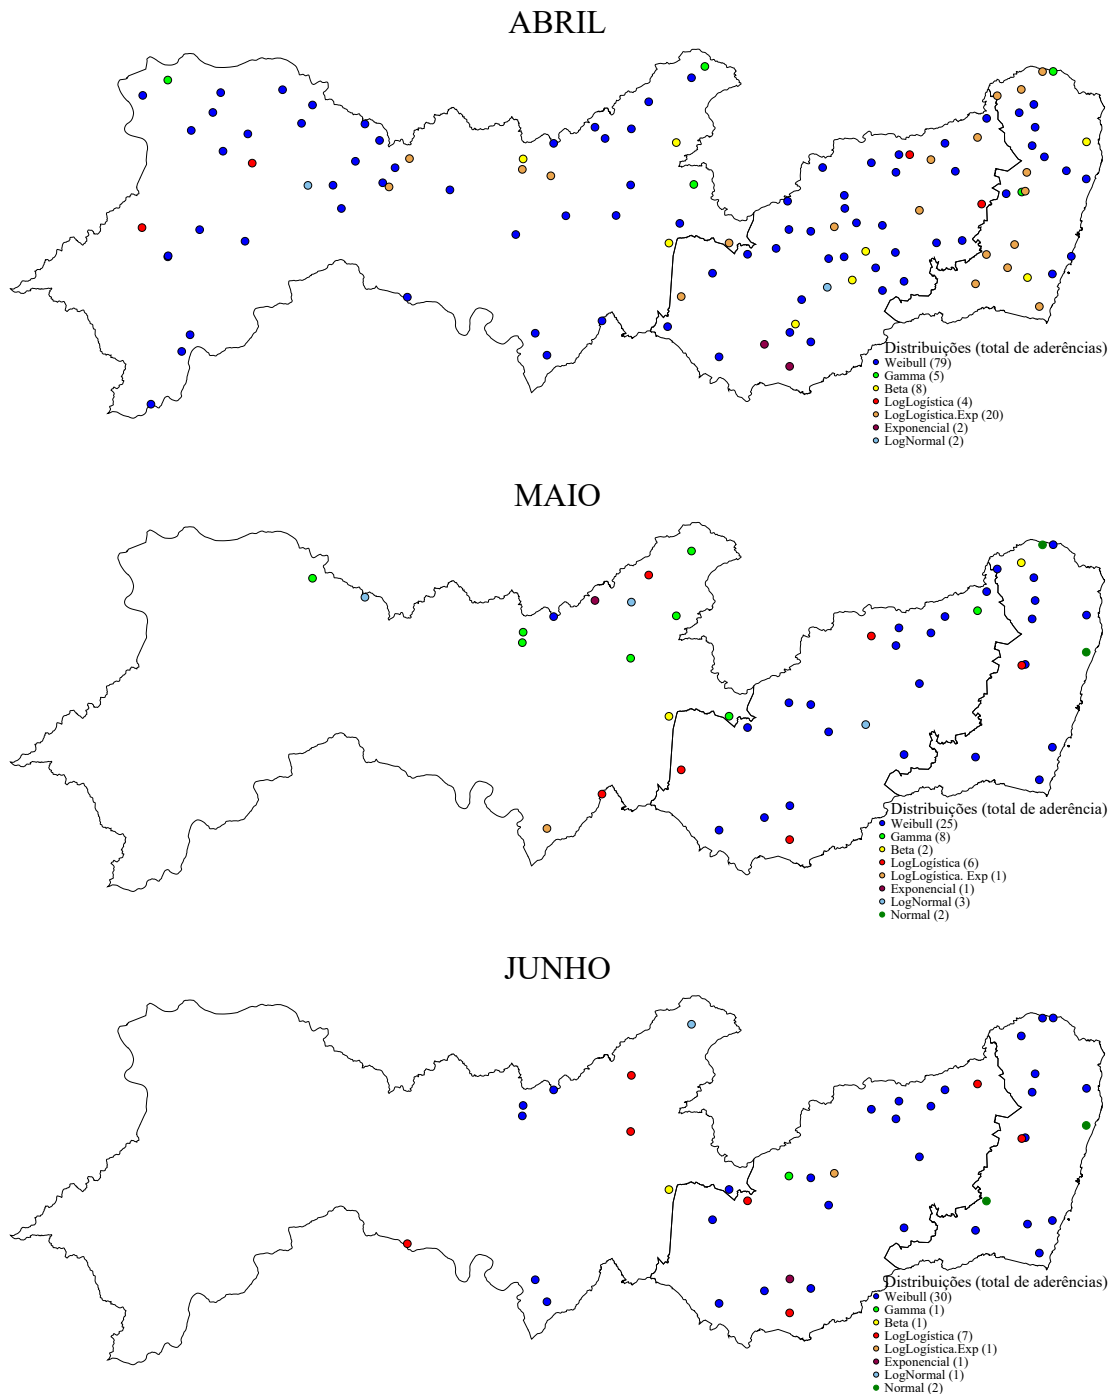 ABRIL
Distribuições (total de aderências)
Weibull (79)
Gamma (5)
Beta (8)
LogLogística (4)
LogLogística.Exp (20)
Exponencial (2)
LogNormal (2)
MAIO
Distribuições (total de aderência)
Weibull (25)
Gamma (8)
Beta (2)
LogLogística (6)
LogLogística. Exp (1)
Exponencial (1)
LogNormal (3)
Normal (2)
JUNHO
Distribuições (total de aderências)
Weibull (30)
Gamma (1)
Beta (1)
LogLogística (7)
LogLogística.Exp (1)
Exponencial (1)
LogNormal (1)
Normal (2)